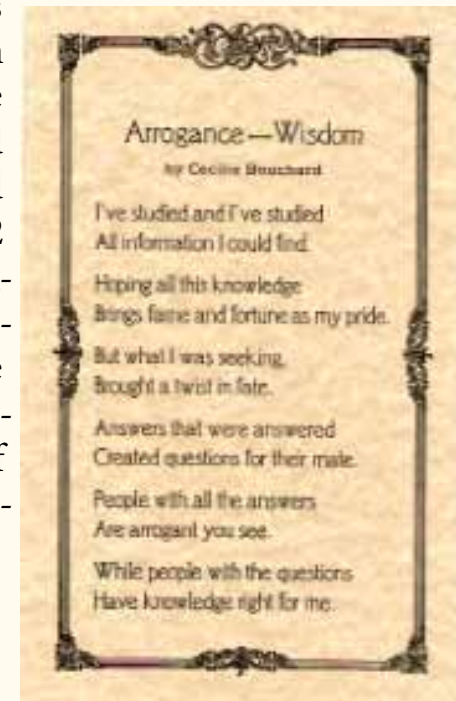 Arrogance—Wisdom
by Cecilia Bouchard
I've studied and I've studied
All information I could find.
Hoping all this knowledge
Brings fame and fortune as my pride.
But what I was seeking,
Brought a twist in fate.
Answers that were answered
Created questions for their mate.
People with all the answers
Are arrogant you see.
While people with the questions
Have knowledge right for me.